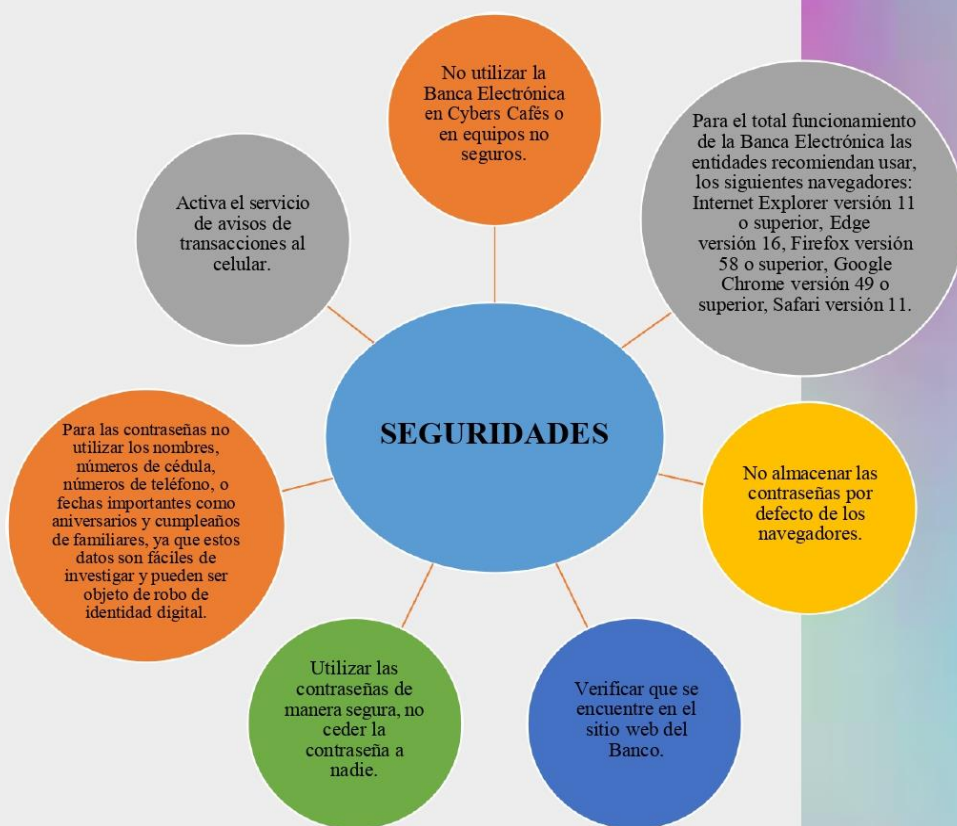 No utilizar la
Banca Electrónica
en Cybers Cafés o
en equipos no
seguros.
Para el total funcionamiento
de la Banca Electrónica las
entidades recomiendan usar,
los siguientes navegadores:
Internet Explorer versión 11
o superior, Edge
versión 16, Firefox versión
58 o superior, Google
Chrome versión 49 o
superior, Safari versión 11.
Activa el servicio
de avisos de
transacciones al
celular.
SEGURIDADES
Para las contraseñas no
utilizar los nombres,
números de cédula,
números de teléfono, o
fechas importantes como
aniversarios y cumpleaños
de familiares, ya que estos
datos son fáciles de
investigar y pueden ser
objeto de robo de
identidad digital.
No almacenar las
contraseñas por
defecto de los
navegadores.
Utilizar las
contraseñas de
manera segura, no
ceder la
contraseña a
nadie.
Verificar que se
encuentre en el
sitio web del
Banco.